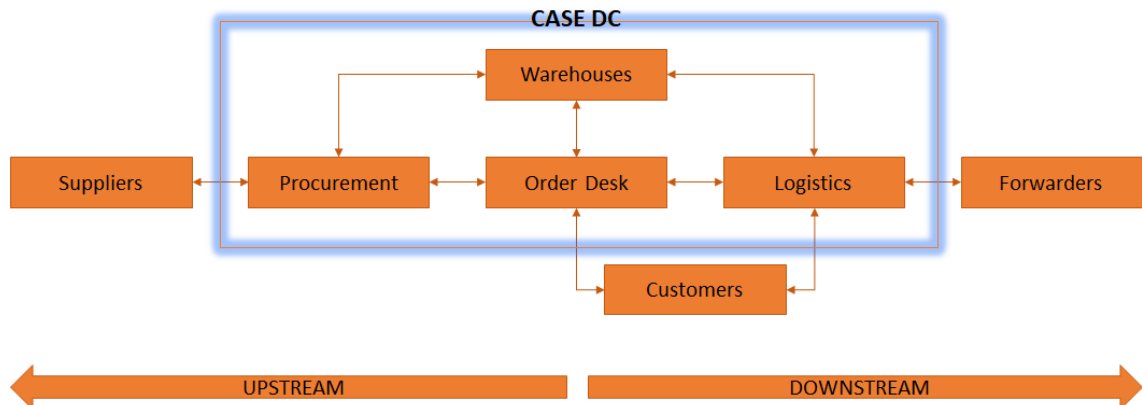 CASE DC
Warehouses
Suppliers
Procurement
Order Desk
Logistics
Forwarders
Customers
UPSTREAM
DOWNSTREAM